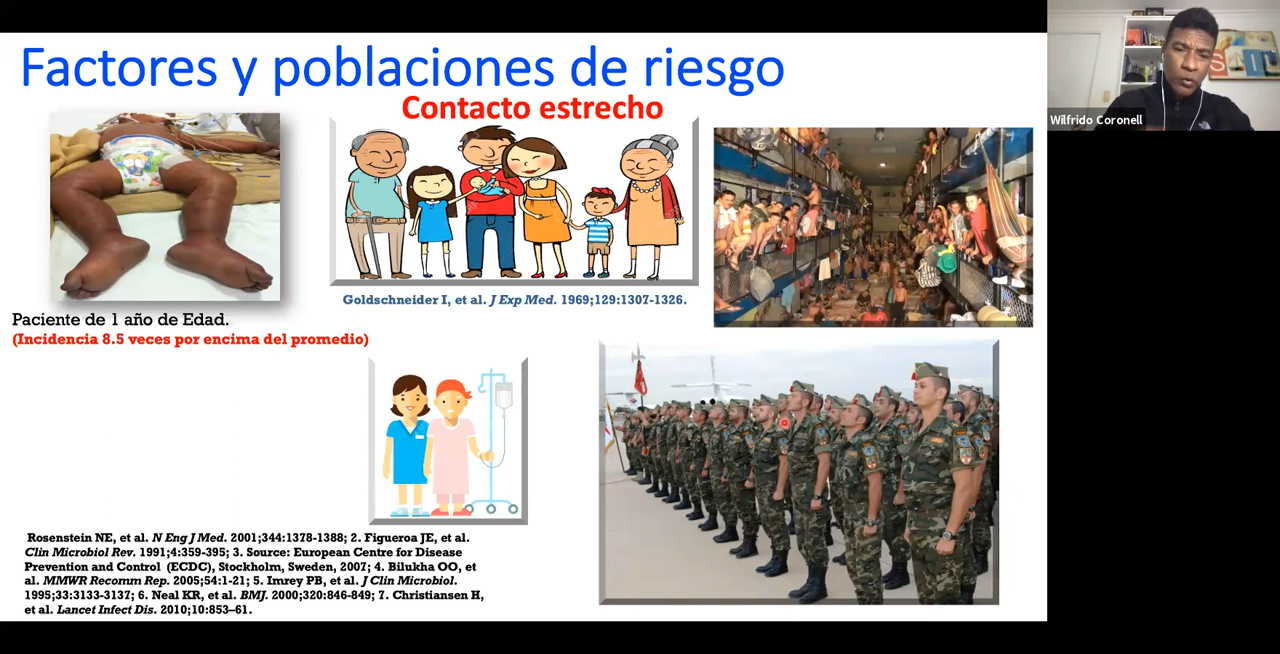 Factores y poblaciones de riesgo
Contacto estrecho
Wilfrido Coronell
Goldschneider I, et al. J Exp Med. 1969;129:1307-1326.
Paciente de 1 año de Edad.
(Incidencia 8.5 veces por encima del promedio)
Rosenstein NE, et al. N Eng J Med. 2001;344:1378-1388; 2. Figueroa JE, et al.
Clin Microbiol Rev. 1991;4:359-395; 3. Source: European Centre for Disease
Prevention and Control (ECDC), Stockholm, Sweden, 2007; 4. Bilukha OO, et
al. MMWR Recomm Rep. 2005;54:1-21; 5. Imrey PB, et al. J Clin Microbiol.
1995;33:3133-3137; 6. Neal KR, et al. BMJ. 2000;320:846-849; 7. Christiansen H,
et al. Lancet Infect Dis. 2010;10:853–61.